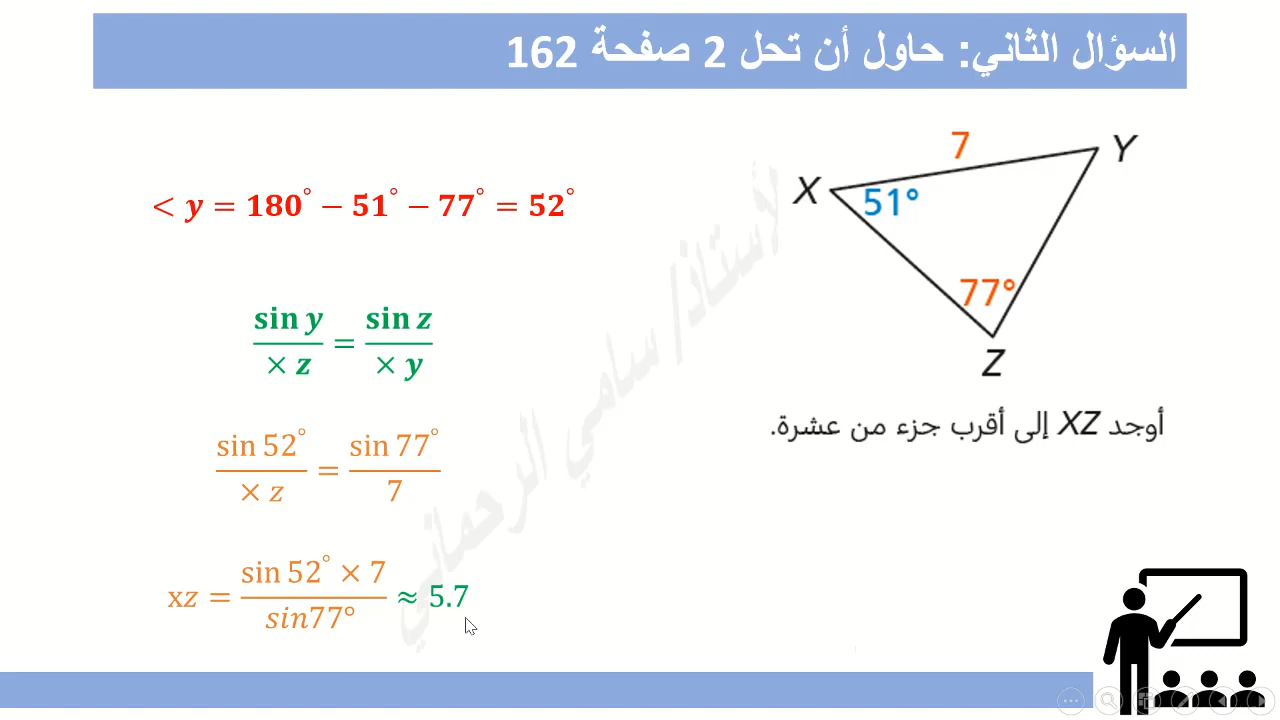 السؤال الثاني: حاول أن تحل 2 صفحة 162
< y = 180° − 51° − 77° = 52°
sin y / × z = sin z / × y
sin 52° / × z = sin 77° / 7
xz = sin 52° × 7 / sin77° ≈ 5.7
7
Y
X
51°
77°
Z
أوجد XZ إلى أقرب جزء من عشرة.
لأستاذ/ سامي الرحماني